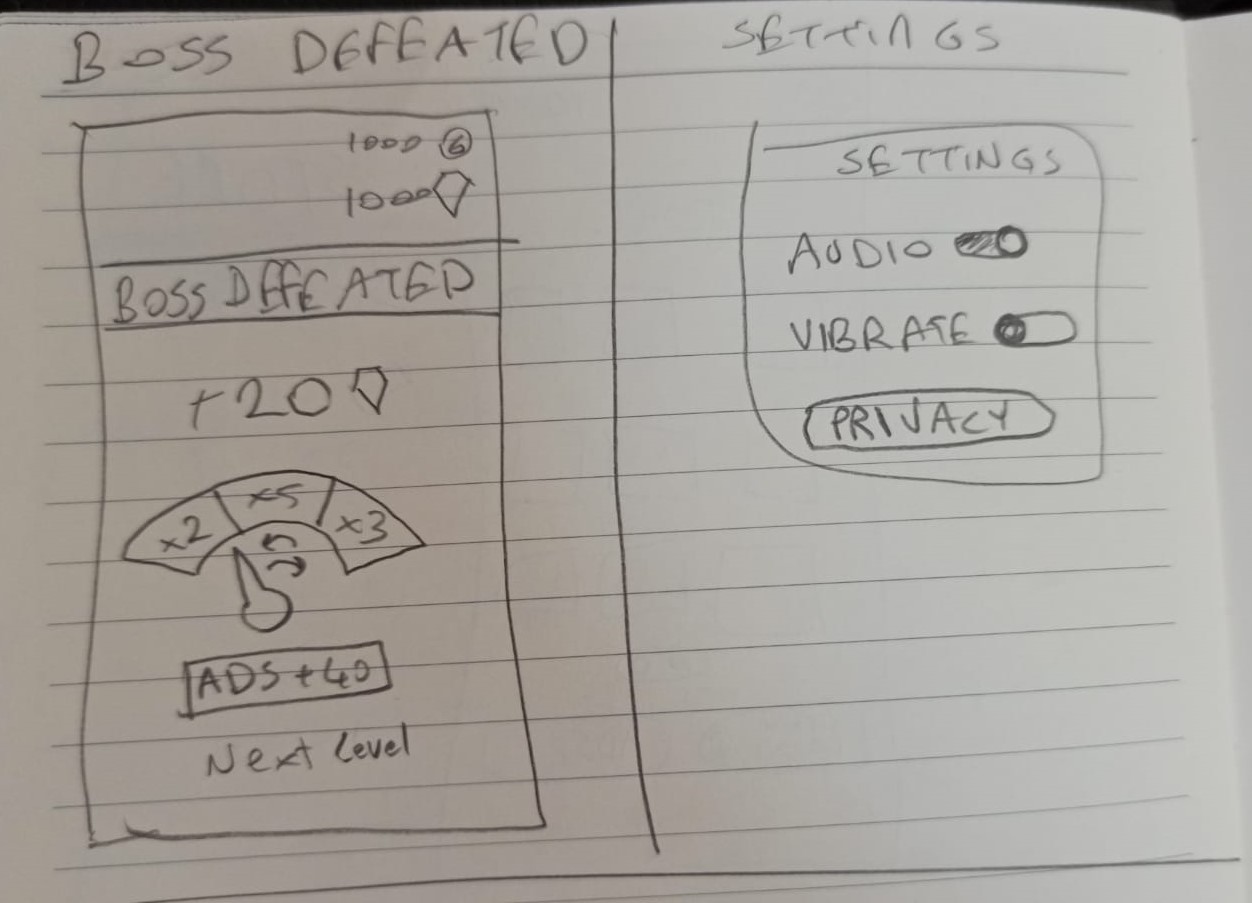 BOSS DEFEATED
1000 G
1000
BOSS DEFEATED
+20
x2 x5 x3
ADS +40
Next level
SETTINGS
SETTINGS
AUDIO
VIBRATE
PRIVACY